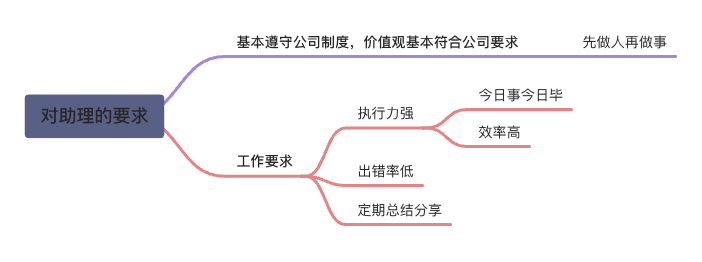 对助理的要求
基本遵守公司制度，价值观基本符合公司要求
先做人再做事
工作要求
执行力强
今日事今日毕
效率高
出错率低
定期总结分享